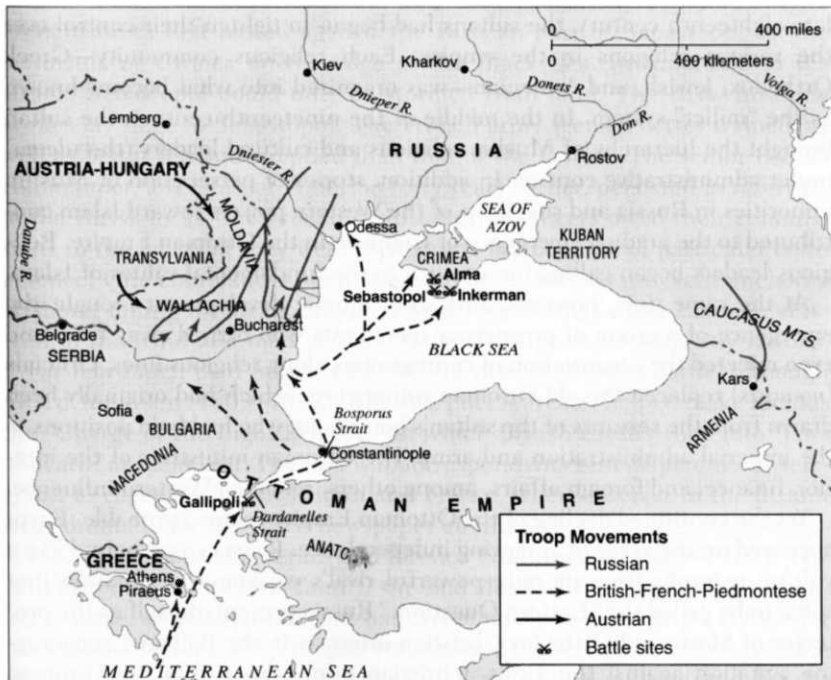 0 400 miles
0 400 kilometers
Kiev
Kharkov
Dnieper R.
Donets R.
Volga R.
Don R.
Lemberg
Dniester R.
RUSSIA
Rostov
AUSTRIA-HUNGARY
MOLDAVIA
Odessa
SEA OF
AZOV
KUBAN
TERRITORY
Danube R.
TRANSYLVANIA
CRIMEA
Alma
Sebastopol
Inkerman
WALLACHIA
Bucharest
CAUCASUS MTS.
Belgrade
SERBIA
BLACK SEA
Kars
Sofia
BULGARIA
Bosporus
Strait
ARMENIA
MACEDONIA
Constantinople
OTTOMAN EMPIRE
Gallipoli
Dardanelles
Strait
GREECE
Athens
Piraeus
MEDITERRANEAN SEA
Troop Movements
Russian
British-French-Piedmontese
Austrian
Battle sites